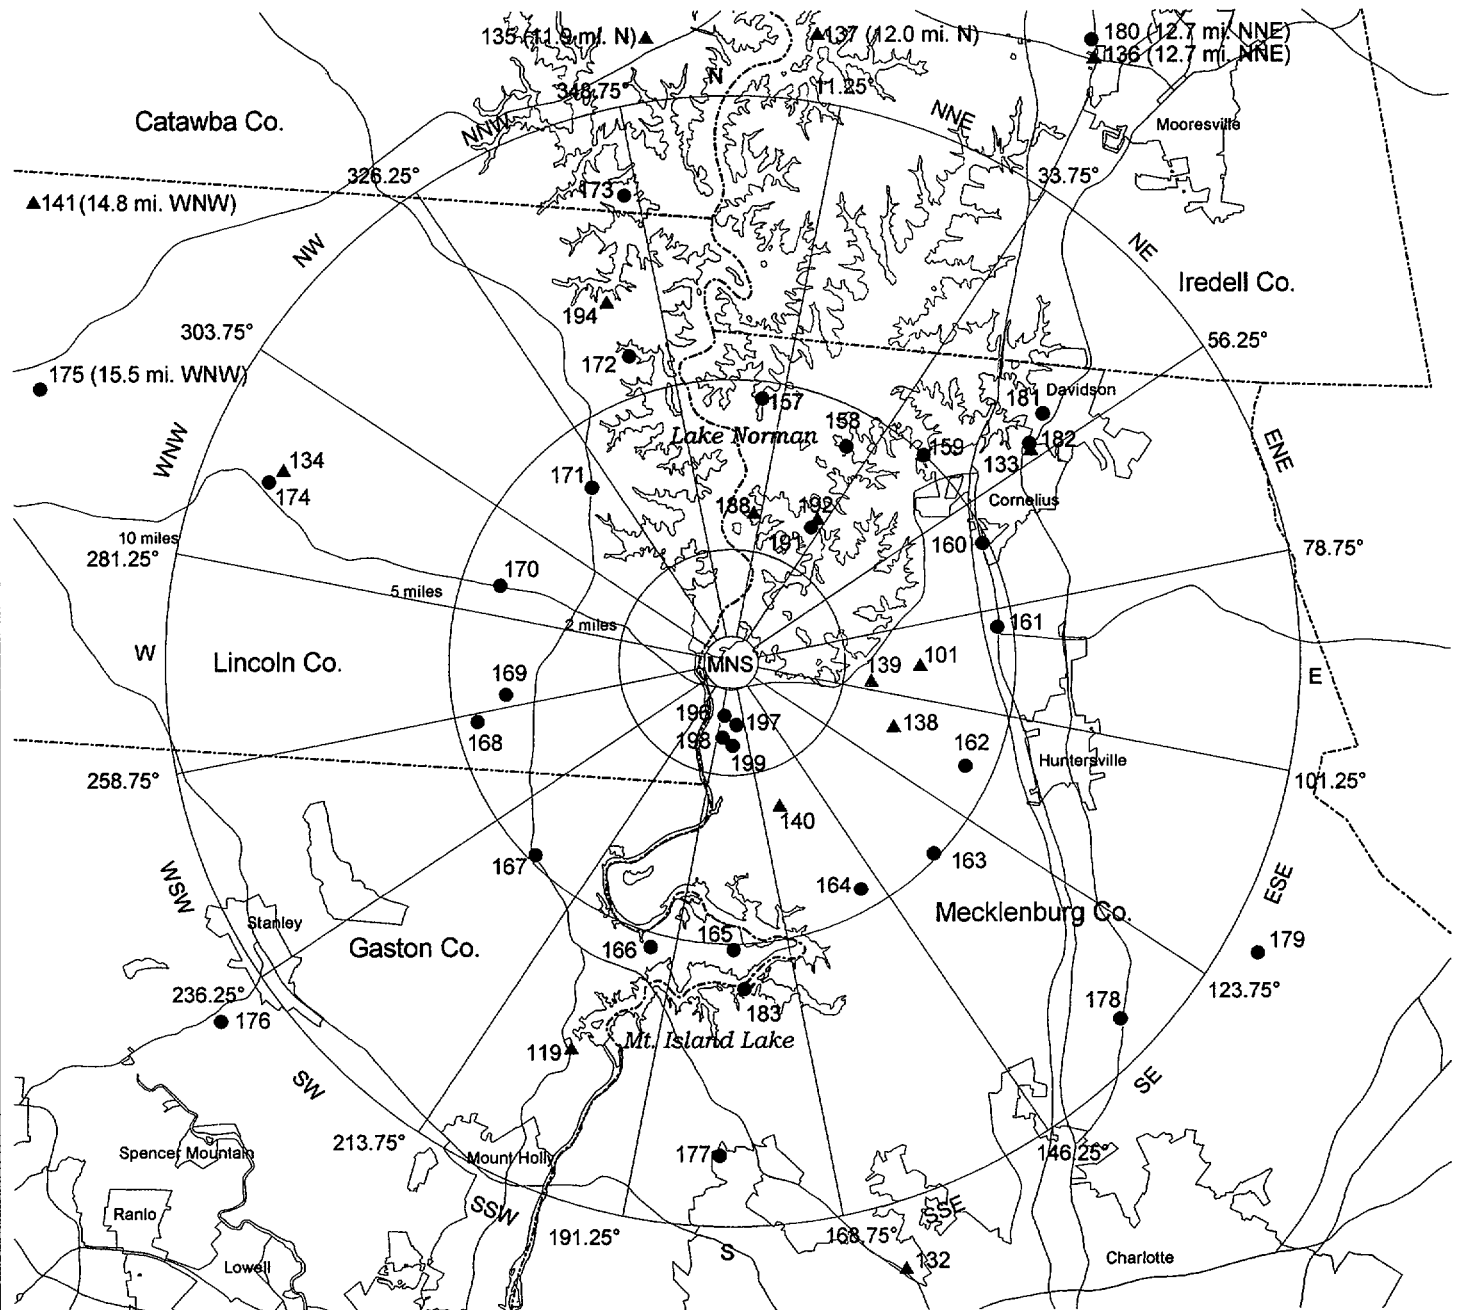 135 (11.9 mi. N)
137 (12.0 mi. N)
180 (12.7 mi. NNE)
136 (12.7 mi. NNE)
N
348.75°
11.25°
NNW
NNE
Catawba Co.
Mooresville
326.25°
33.75°
173
141 (14.8 mi. WNW)
NW
NE
Iredell Co.
194
303.75°
56.25°
172
175 (15.5 mi. WNW)
157
181
Davidson
158
Lake Norman
159
182
133
WNW
ENE
134
174
171
188
192
Cornelius
191
160
10 miles
281.25°
78.75°
170
5 miles
2 miles
161
W
Lincoln Co.
MNS
139
101
E
169
168
196
197
138
198
199
162
Huntersville
258.75°
101.25°
140
167
163
164
WSW
ESE
Stanley
Mecklenburg Co.
Gaston Co.
166
165
179
236.25°
176
183
178
123.75°
119
Mt. Island Lake
SW
SE
213.75°
Spencer Mountain
Mount Holly
177
146.25°
Ranlo
SSW
SSE
191.25°
168.75°
S
Lowell
132
Charlotte